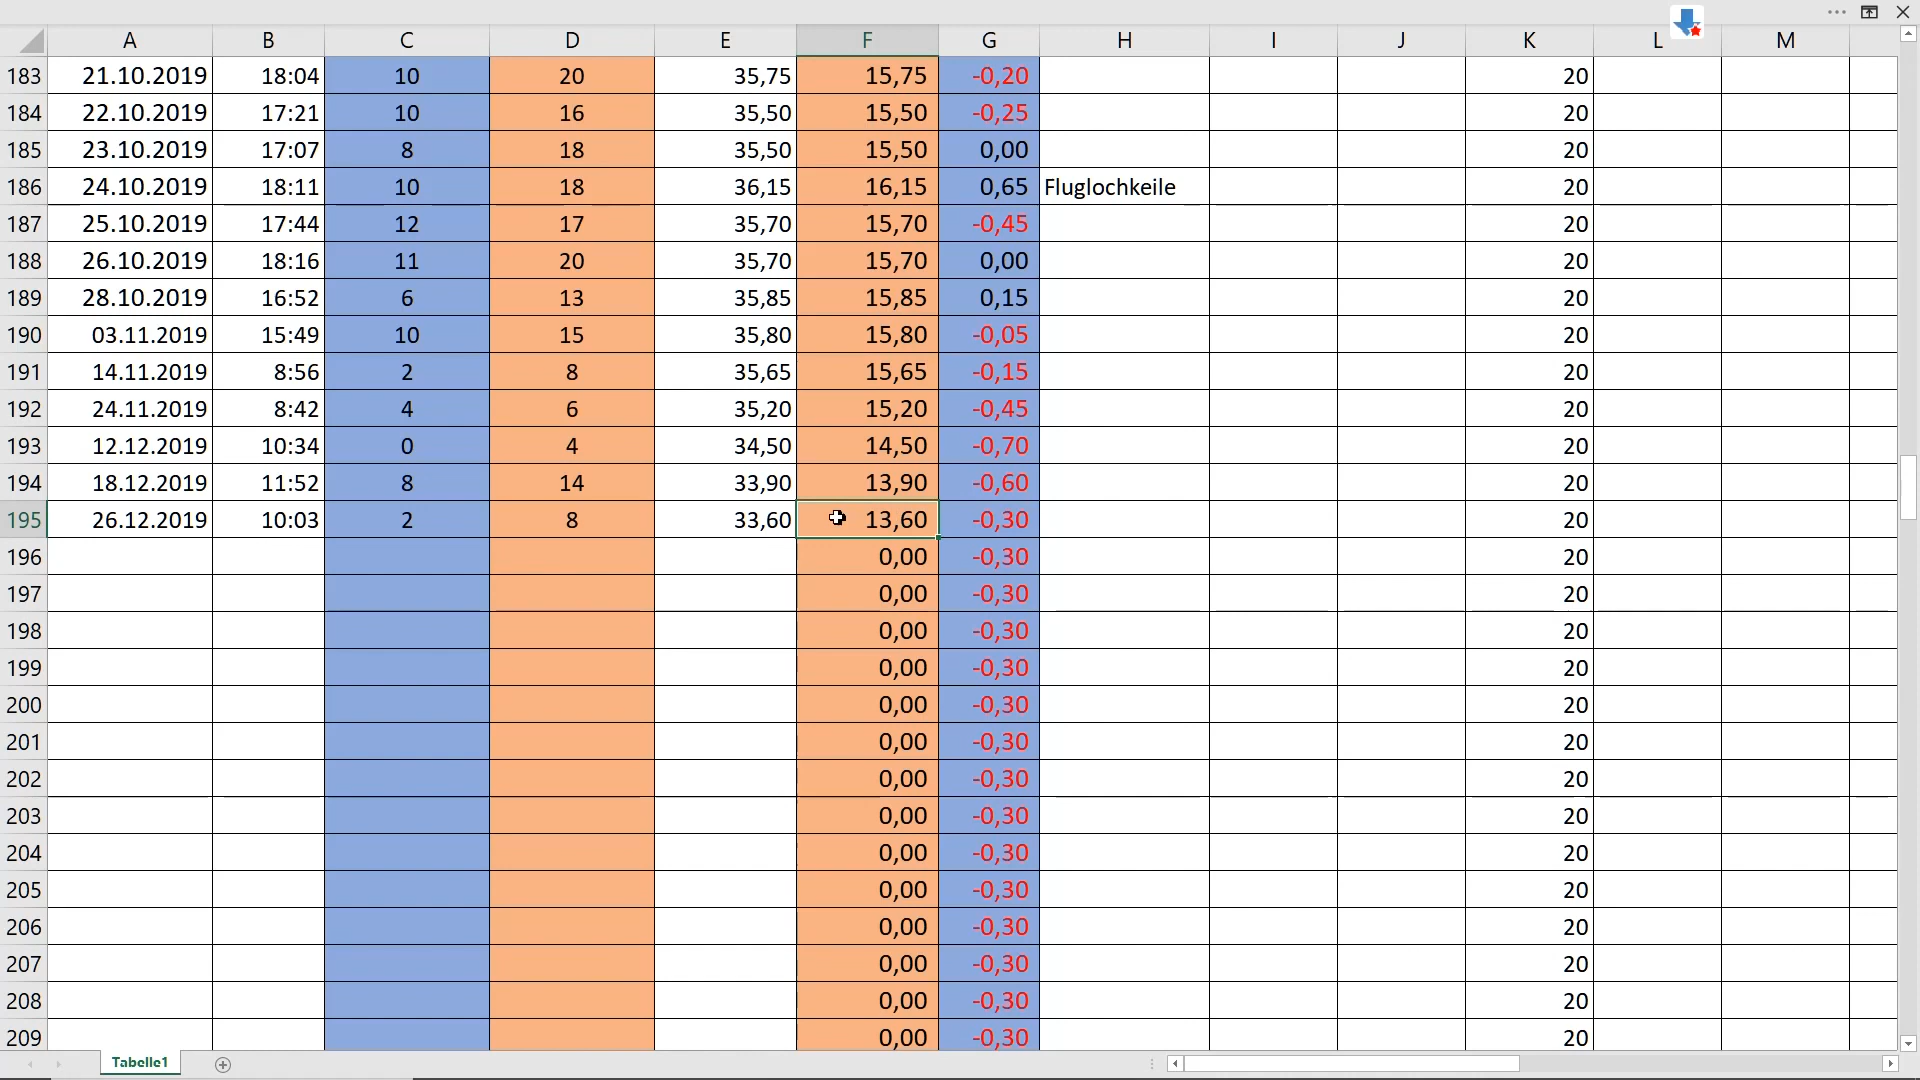 A B C D E F G H I J K L M
183 21.10.2019 18:04 10 20 35,75 15,75 -0,20 20
184 22.10.2019 17:21 10 16 35,50 15,50 -0,25 20
185 23.10.2019 17:07 8 18 35,50 15,50 0,00 20
186 24.10.2019 18:11 10 18 36,15 16,15 0,65 Fluglochkeile 20
187 25.10.2019 17:44 12 17 35,70 15,70 -0,45 20
188 26.10.2019 18:16 11 20 35,70 15,70 0,00 20
189 28.10.2019 16:52 6 13 35,85 15,85 0,15 20
190 03.11.2019 15:49 10 15 35,80 15,80 -0,05 20
191 14.11.2019 8:56 2 8 35,65 15,65 -0,15 20
192 24.11.2019 8:42 4 6 35,20 15,20 -0,45 20
193 12.12.2019 10:34 0 4 34,50 14,50 -0,70 20
194 18.12.2019 11:52 8 14 33,90 13,90 -0,60 20
195 26.12.2019 10:03 2 8 33,60 13,60 -0,30 20
196 0,00 -0,30 20
197 0,00 -0,30 20
198 0,00 -0,30 20
199 0,00 -0,30 20
200 0,00 -0,30 20
201 0,00 -0,30 20
202 0,00 -0,30 20
203 0,00 -0,30 20
204 0,00 -0,30 20
205 0,00 -0,30 20
206 0,00 -0,30 20
207 0,00 -0,30 20
208 0,00 -0,30 20
209 0,00 -0,30 20
Tabelle1